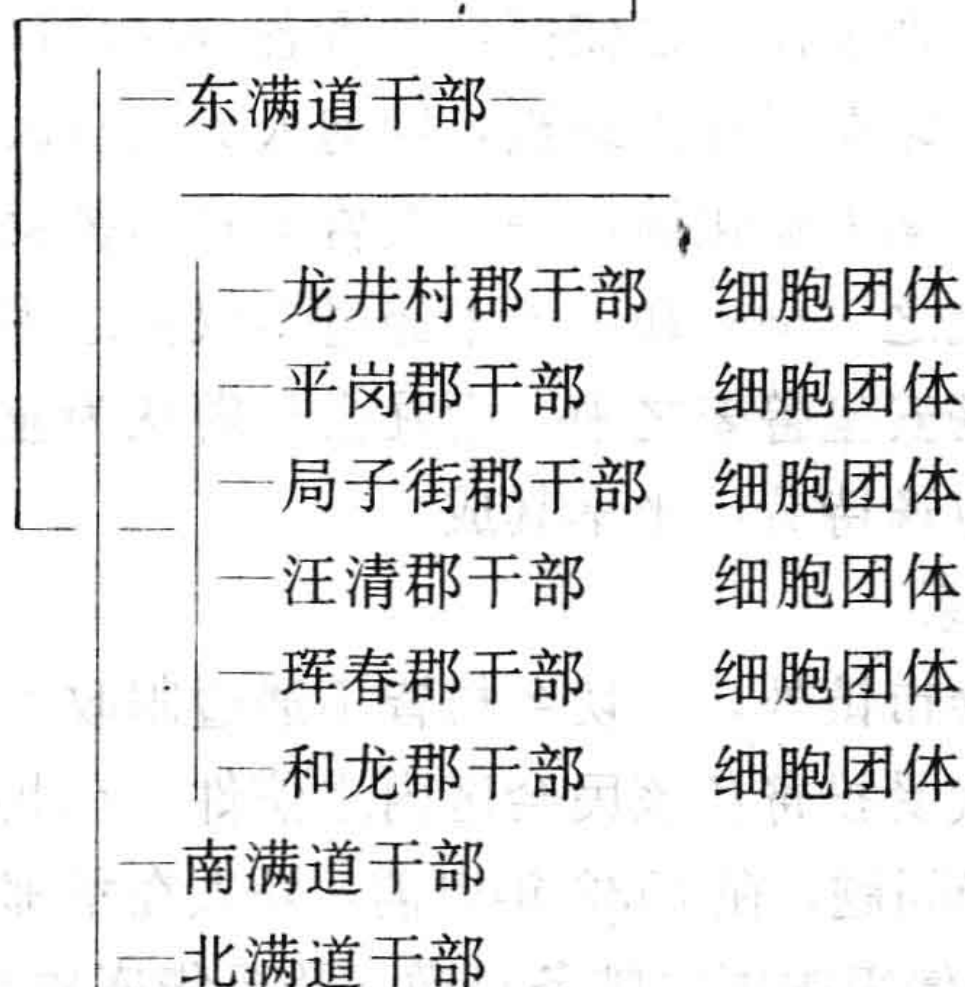 东满道干部
龙井村郡干部 细胞团体
平岗郡干部 细胞团体
局子街郡干部 细胞团体
汪清郡干部 细胞团体
珲春郡干部 细胞团体
和龙郡干部 细胞团体
南满道干部
北满道干部